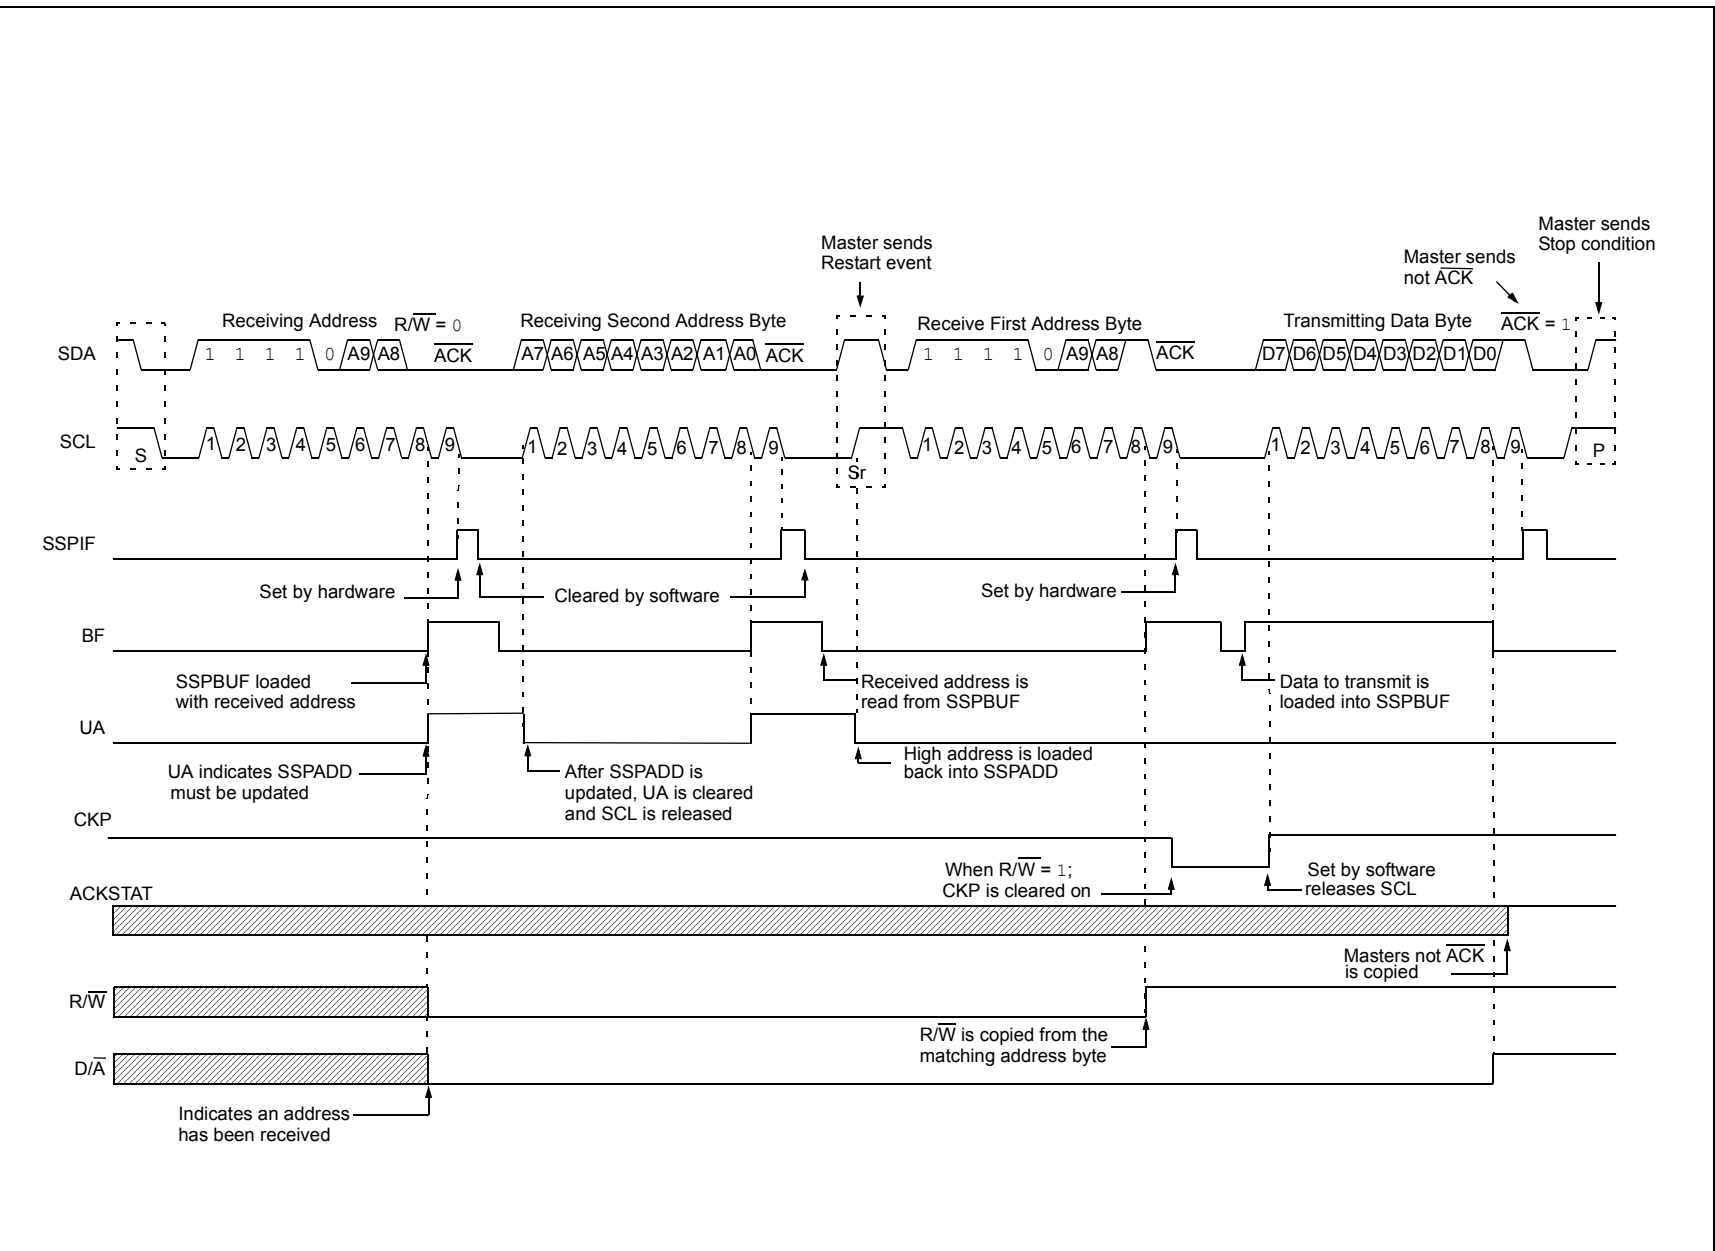 Master sends
Stop condition
Master sends
Restart event
Master sends
not ACK
Receiving Address R/W = 0
Receiving Second Address Byte
Receive First Address Byte
Transmitting Data Byte
ACK = 1
SDA
1 1 1 1 0 A9 A8 ACK
A7 A6 A5 A4 A3 A2 A1 A0 ACK
1 1 1 1 0 A9 A8 ACK
D7 D6 D5 D4 D3 D2 D1 D0
SCL
S
1 2 3 4 5 6 7 8 9
1 2 3 4 5 6 7 8 9
Sr
1 2 3 4 5 6 7 8 9
1 2 3 4 5 6 7 8 9
P
SSPIF
Set by hardware
Cleared by software
Set by hardware
BF
SSPBUF loaded
with received address
Received address is
read from SSPBUF
Data to transmit is
loaded into SSPBUF
UA
UA indicates SSPADD
must be updated
After SSPADD is
updated, UA is cleared
and SCL is released
High address is loaded
back into SSPADD
CKP
When R/W = 1;
CKP is cleared on
Set by software
releases SCL
ACKSTAT
Masters not ACK
is copied
R/W
R/W is copied from the
matching address byte
D/A
Indicates an address
has been received